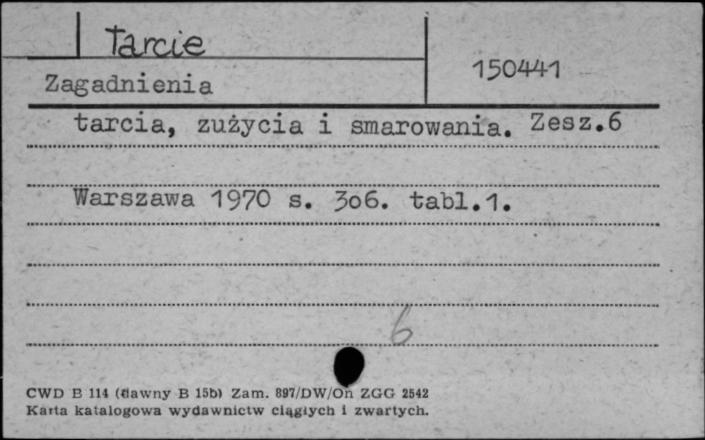 Tarcie
150441
Zagadnienia
tarcia, zużycia i smarowania. Zesz.6
Warszawa 1970 s. 306. tabl.1.
6
CWD B 114 (dawny B 15b) Zam. 897/DW/On ZGG 2542
Karta katalogowa wydawnictw ciągłych i zwartych.